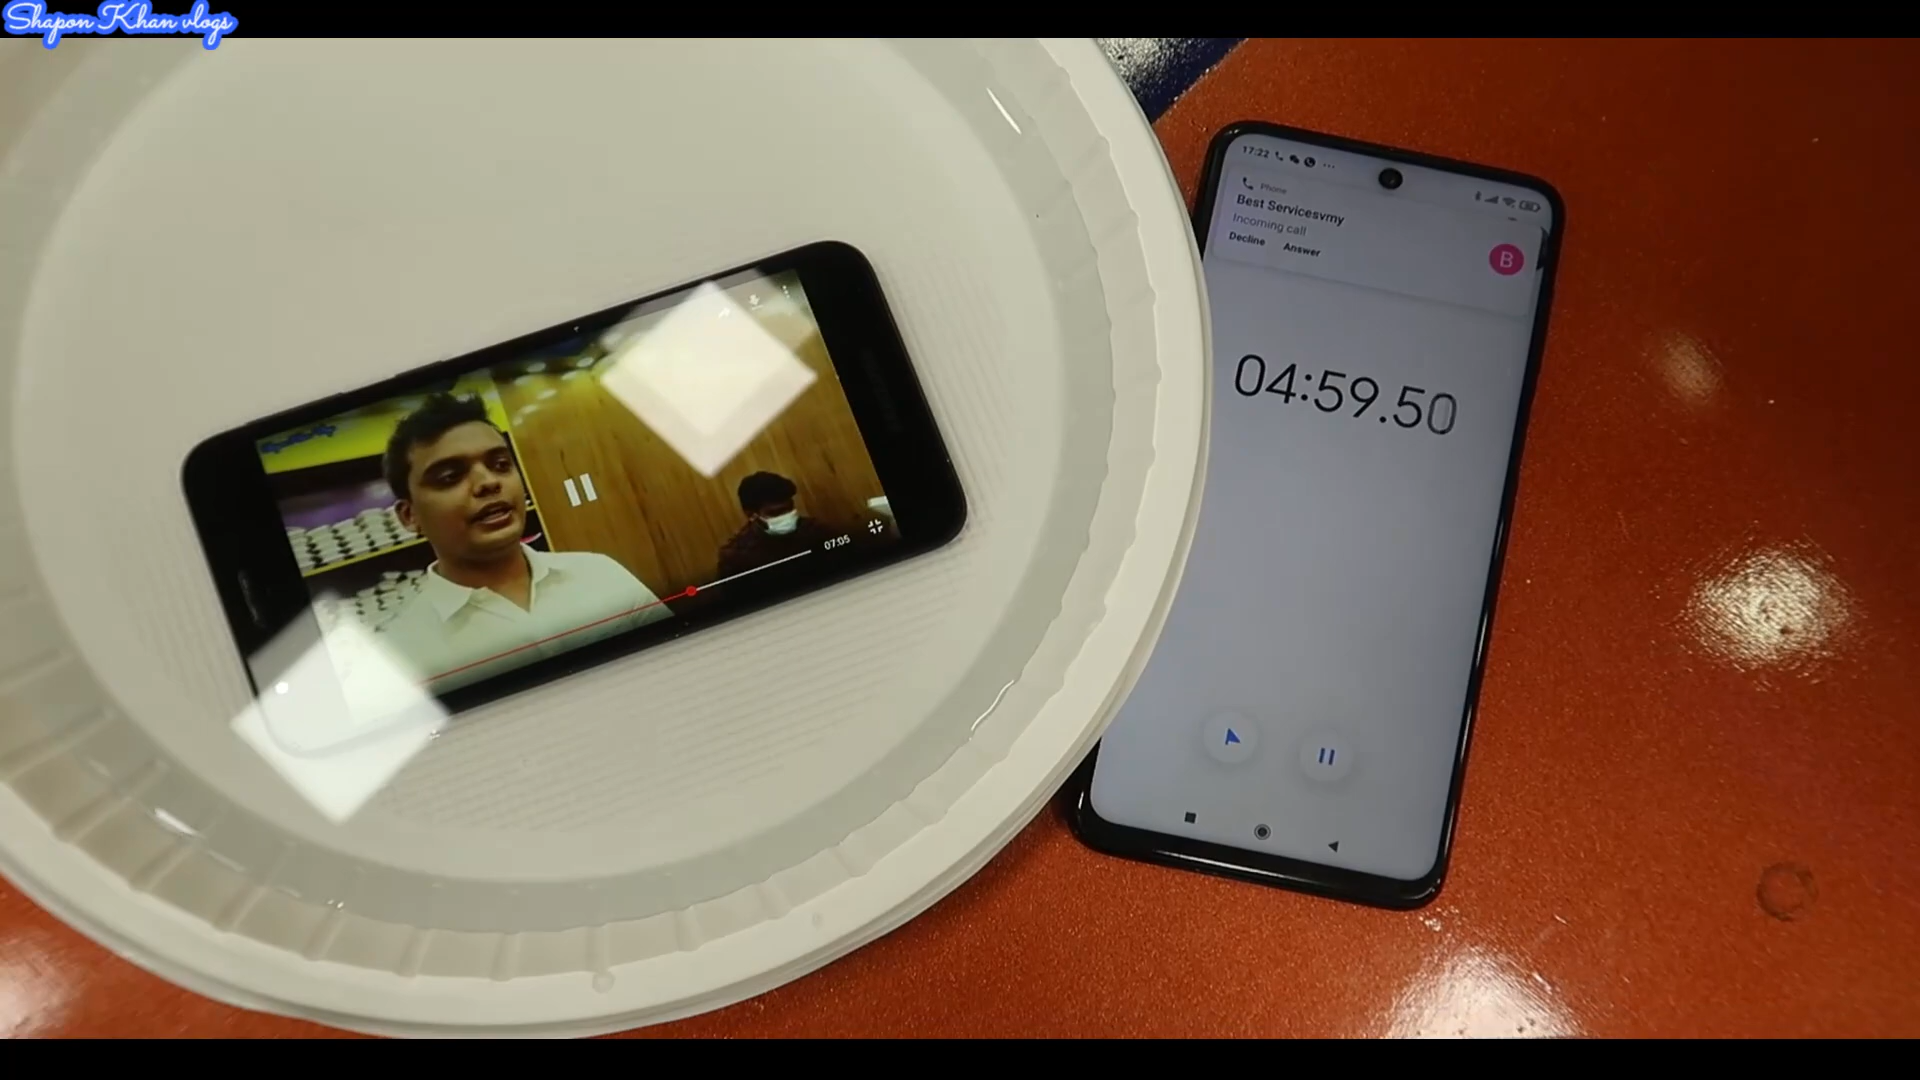 Shapon Khan vlogs
17:22
Phone
Best Servicesvmy
Incoming call
Decline Answer
B
04:59.50
07:05